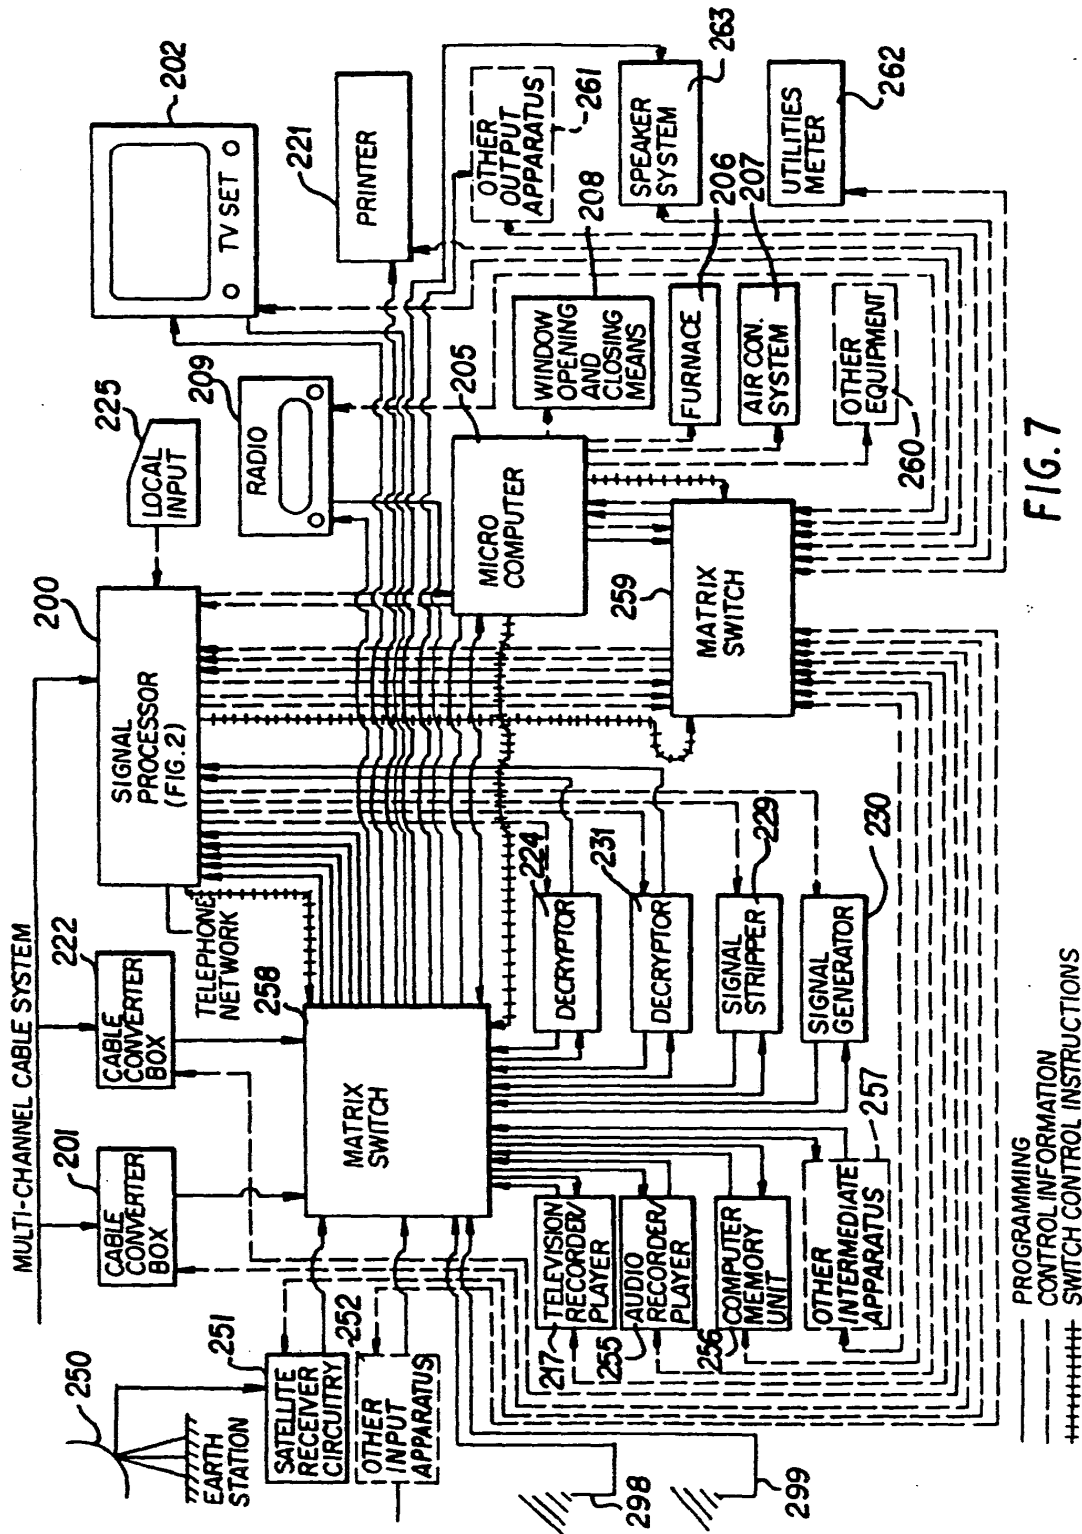 MULTI-CHANNEL CABLE SYSTEM
250
EARTH
STATION
251
SATELLITE
RECEIVER
CIRCUITRY
252
OTHER
INPUT
APPARATUS
298
299
201
CABLE
CONVERTER
BOX
222
CABLE
CONVERTER
BOX
TELEPHONE
NETWORK
200
SIGNAL
PROCESSOR
(FIG. 2)
225
LOCAL
INPUT
209
RADIO
202
TV SET
221
PRINTER
258
MATRIX
SWITCH
205
MICRO
COMPUTER
259
MATRIX
SWITCH
OTHER
OUTPUT
APPARATUS
261
SPEAKER
SYSTEM
263
UTILITIES
METER
262
208
WINDOW
OPENING
AND
CLOSING
MEANS
206
FURNACE
207
AIR CON.
SYSTEM
OTHER
EQUIPMENT
260
224
DECRYPTOR
231
DECRYPTOR
229
SIGNAL
STRIPPER
230
SIGNAL
GENERATOR
217
TELEVISION
RECORDER/
PLAYER
255
AUDIO
RECORDER/
PLAYER
256
COMPUTER
MEMORY
UNIT
257
OTHER
INTERMEDIATE
APPARATUS
PROGRAMMING
CONTROL INFORMATION
SWITCH CONTROL INSTRUCTIONS
FIG. 7